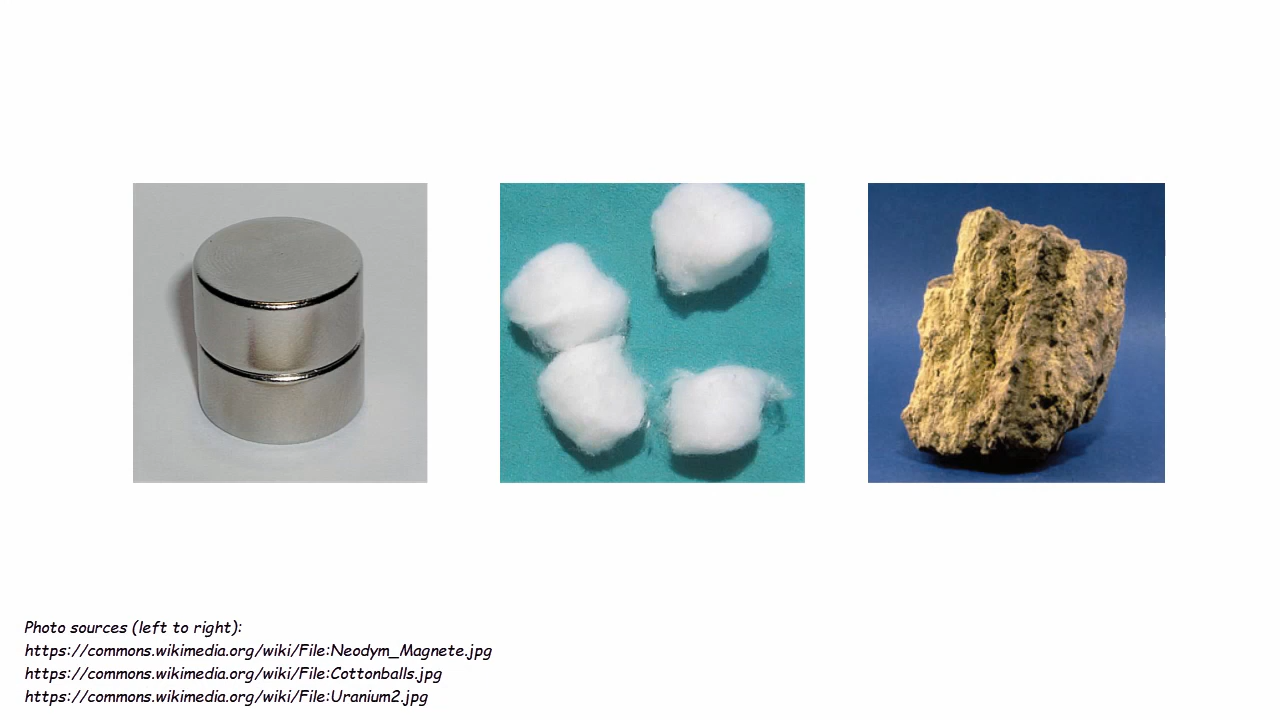 Photo sources (left to right):
https://commons.wikimedia.org/wiki/File:Neodym_Magnete.jpg
https://commons.wikimedia.org/wiki/File:Cottonballs.jpg
https://commons.wikimedia.org/wiki/File:Uranium2.jpg